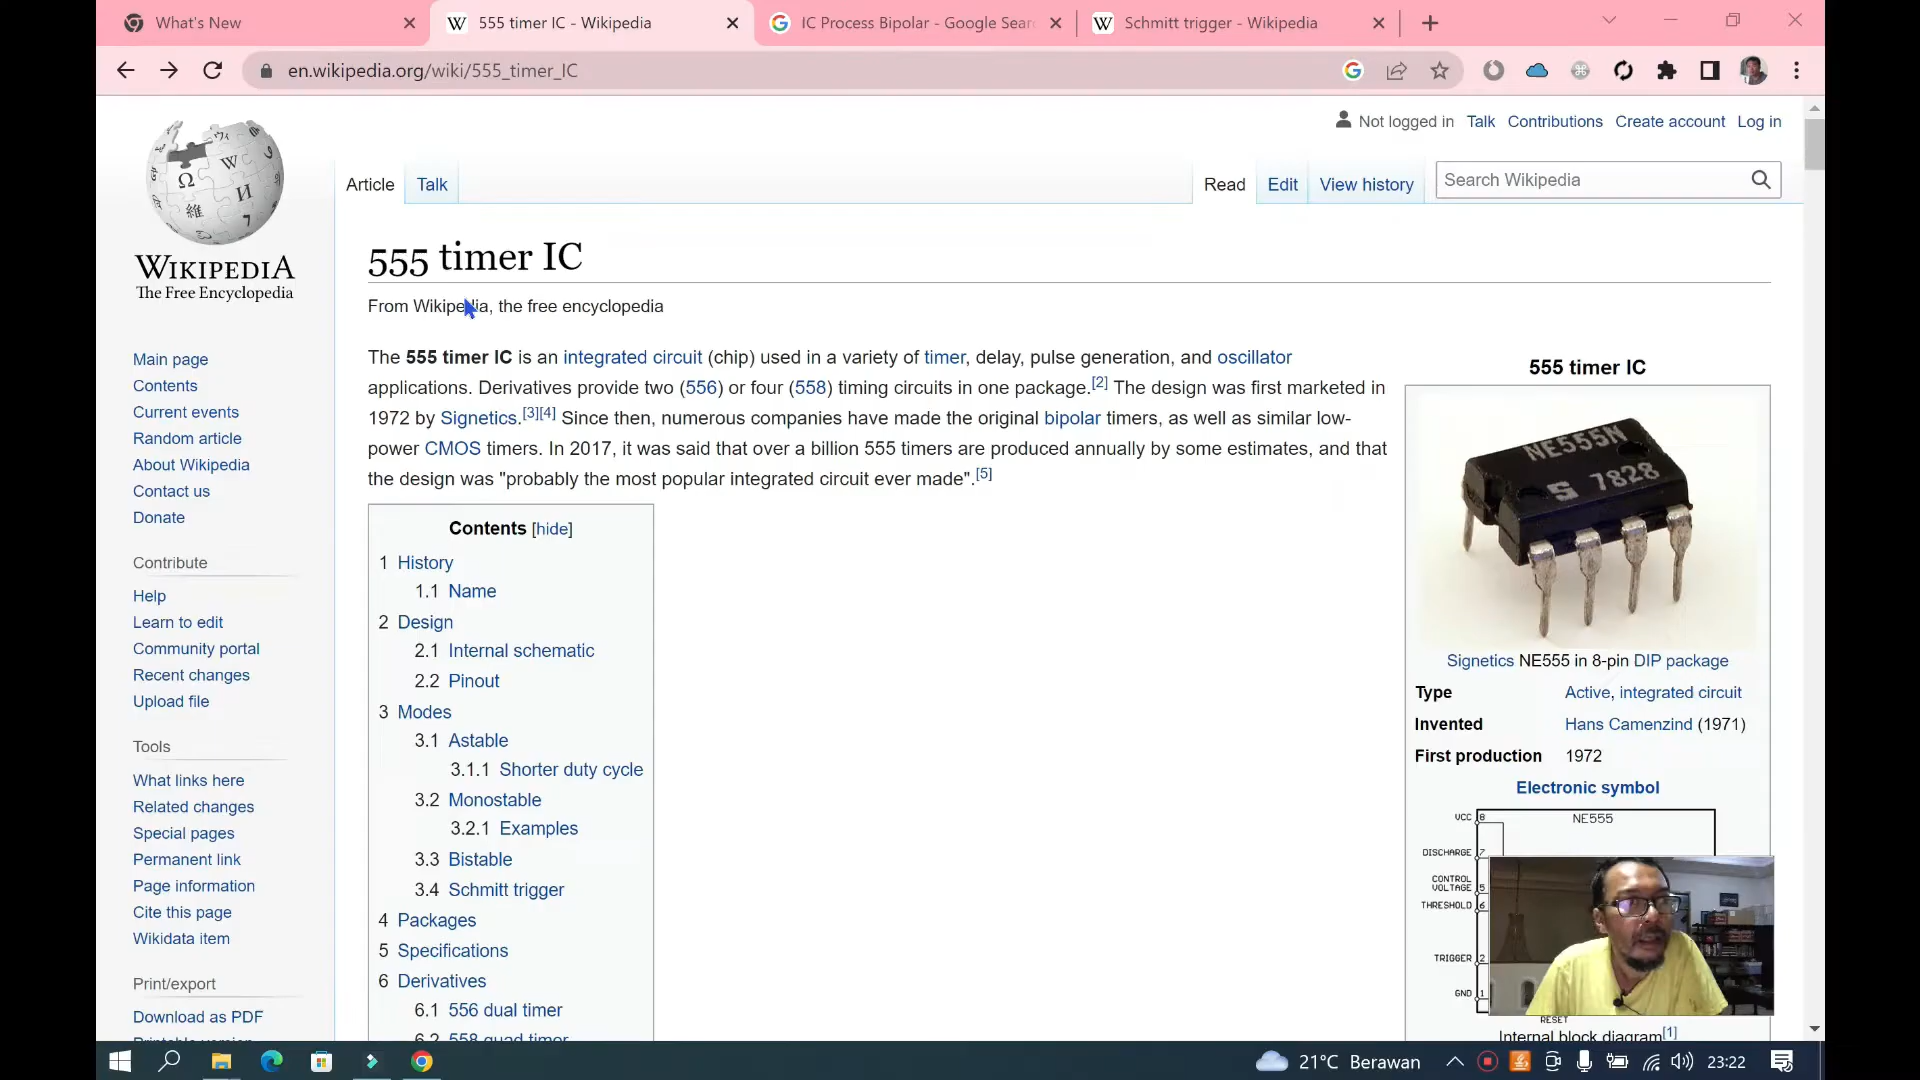 What's New
555 timer IC - Wikipedia
IC Process Bipolar - Google Sear
Schmitt trigger - Wikipedia
en.wikipedia.org/wiki/555_timer_IC
Not logged in Talk Contributions Create account Log in
Article Talk
Read Edit View history
Search Wikipedia
WIKIPEDIA
The Free Encyclopedia
Main page
Contents
Current events
Random article
About Wikipedia
Contact us
Donate
Contribute
Help
Learn to edit
Community portal
Recent changes
Upload file
Tools
What links here
Related changes
Special pages
Permanent link
Page information
Cite this page
Wikidata item
Print/export
Download as PDF
555 timer IC
From Wikipedia, the free encyclopedia
The 555 timer IC is an integrated circuit (chip) used in a variety of timer, delay, pulse generation, and oscillator
applications. Derivatives provide two (556) or four (558) timing circuits in one package.[2] The design was first marketed in
1972 by Signetics.[3][4] Since then, numerous companies have made the original bipolar timers, as well as similar low-
power CMOS timers. In 2017, it was said that over a billion 555 timers are produced annually by some estimates, and that
the design was "probably the most popular integrated circuit ever made".[5]
Contents [hide]
1 History
1.1 Name
2 Design
2.1 Internal schematic
2.2 Pinout
3 Modes
3.1 Astable
3.1.1 Shorter duty cycle
3.2 Monostable
3.2.1 Examples
3.3 Bistable
3.4 Schmitt trigger
4 Packages
5 Specifications
6 Derivatives
6.1 556 dual timer
6.2 558 quad timer
555 timer IC
NE555N
7828
Signetics NE555 in 8-pin DIP package
Type Active, integrated circuit
Invented Hans Camenzind (1971)
First production 1972
Electronic symbol
VCC 8
NE555
DISCHARGE 7
CONTROL
VOLTAGE 5
THRESHOLD 6
TRIGGER 2
GND 1
RESET
Internal block diagram[1]
21°C Berawan
23:22